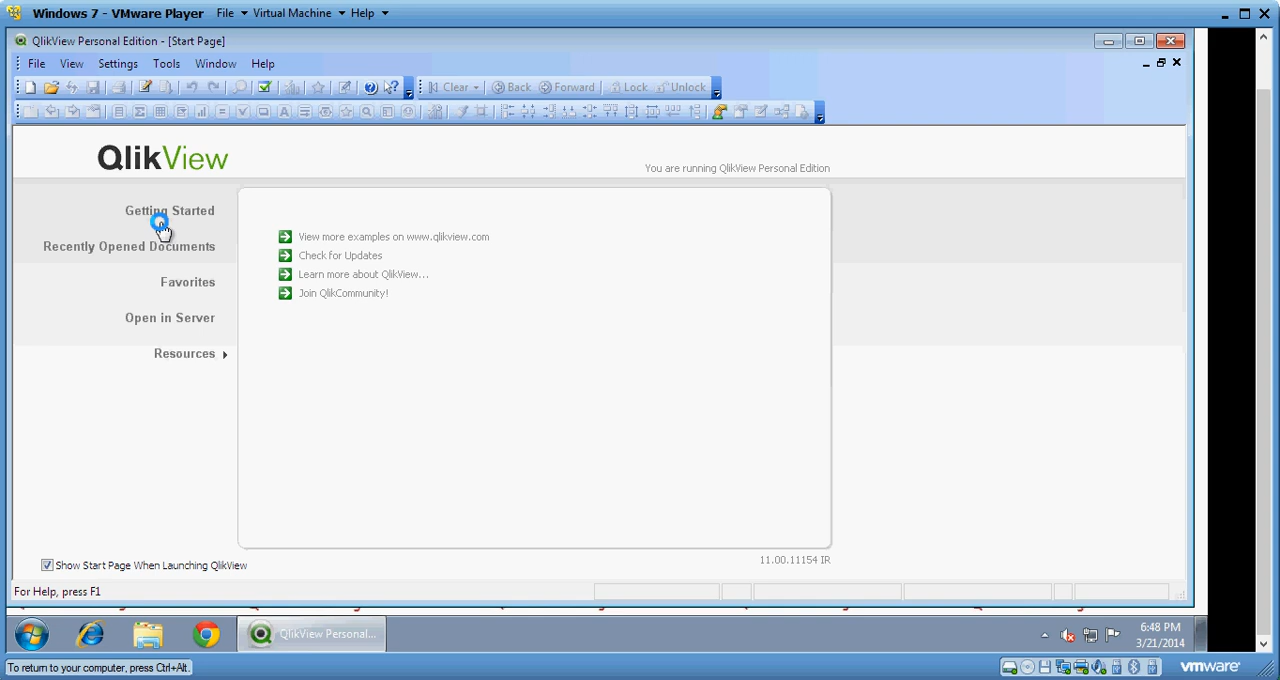 Windows 7 - VMware Player File Virtual Machine Help
QlikView Personal Edition - [Start Page]
File View Settings Tools Window Help
Clear Back Forward Lock Unlock
QlikView
You are running QlikView Personal Edition
Getting Started
Recently Opened Documents
Favorites
Open in Server
Resources
View more examples on www.qlikview.com
Check for Updates
Learn more about QlikView...
Join QlikCommunity!
11.00.11154 IR
Show Start Page When Launching QlikView
For Help, press F1
QlikView Personal...
6:48 PM
3/21/2014
To return to your computer, press Ctrl+Alt.
vmware